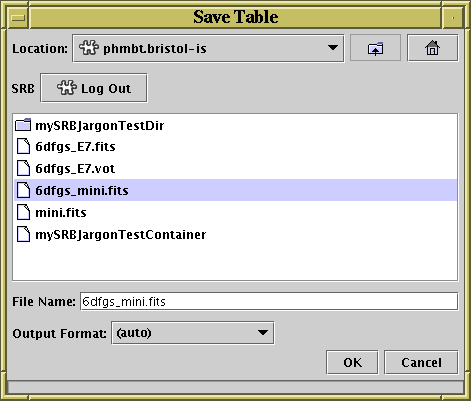 Save Table
Location: phmbt.bristol-is
SRB Log Out
mySRBJargonTestDir
6dfgs_E7.fits
6dfgs_E7.vot
6dfgs_mini.fits
mini.fits
mySRBJargonTestContainer
File Name: 6dfgs_mini.fits
Output Format: (auto)
OK Cancel